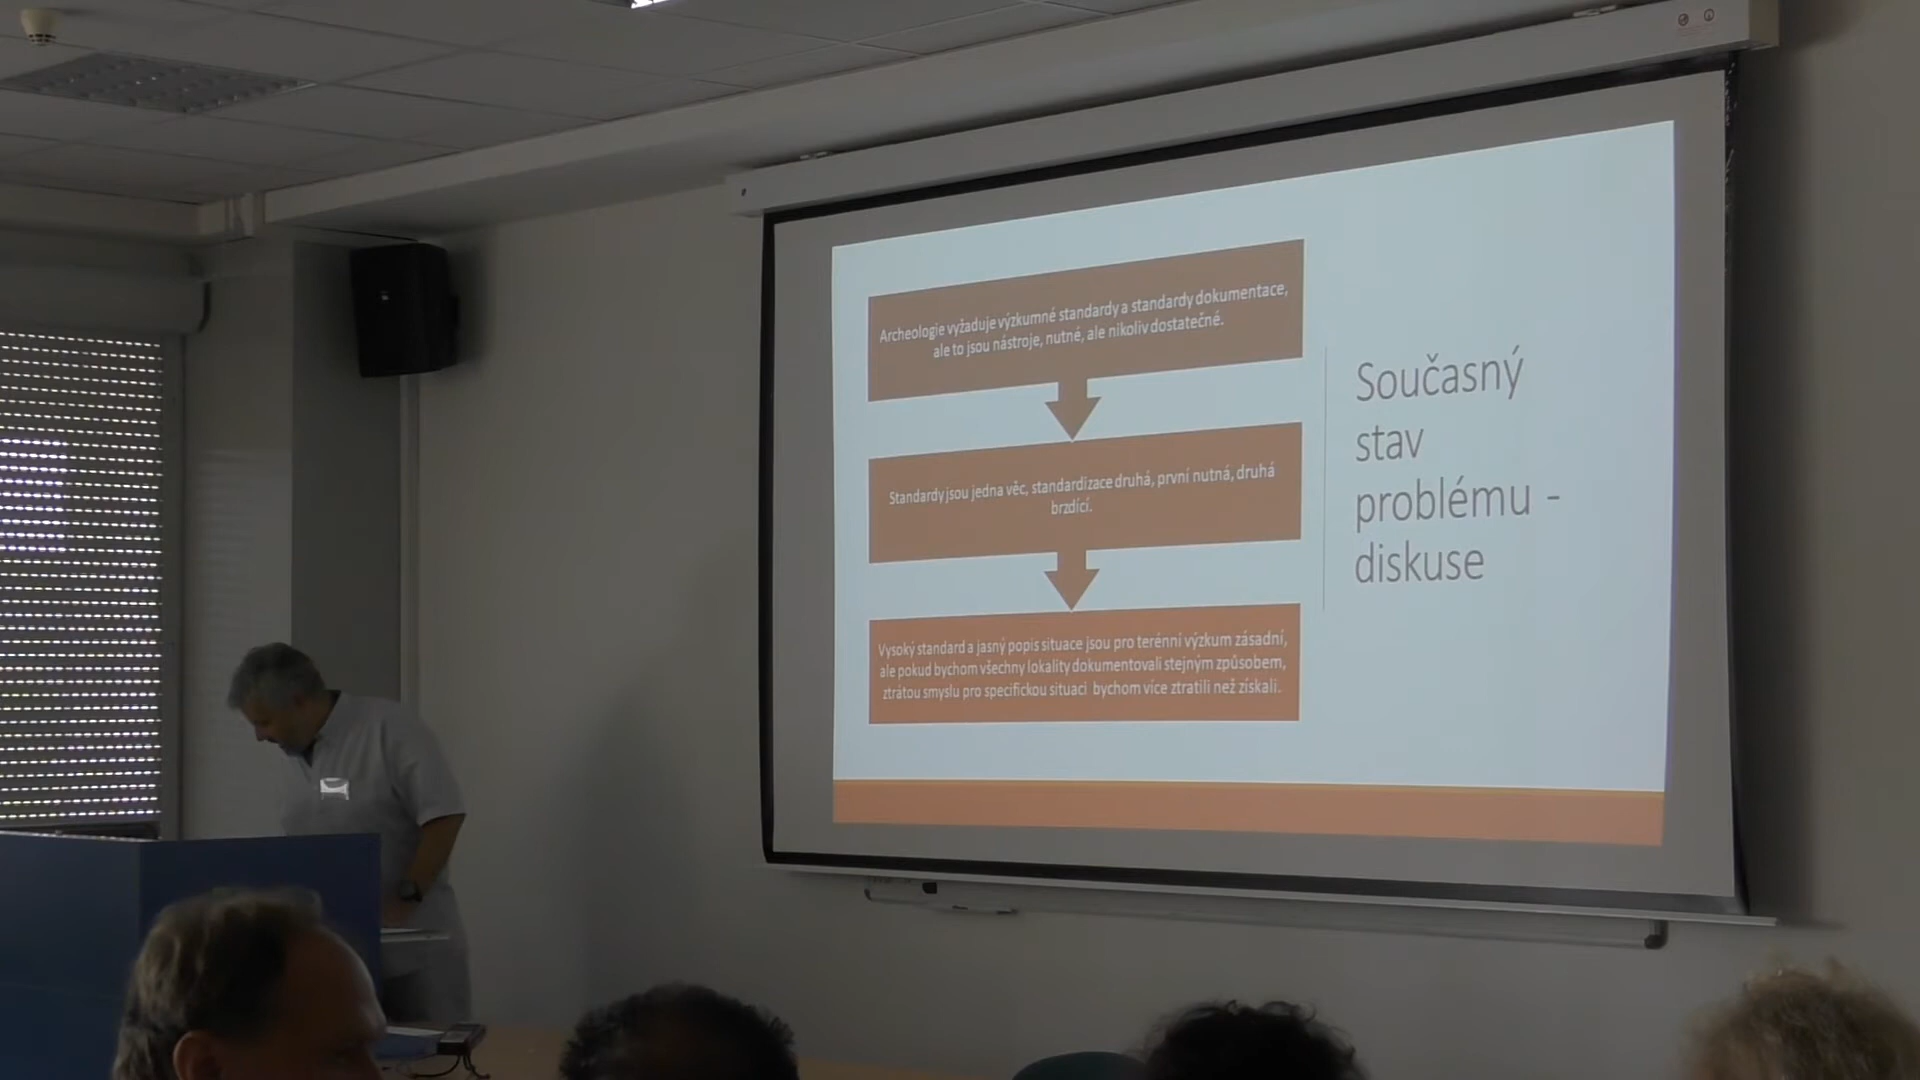 Archeologie vyžaduje výzkumné standardy a standardy dokumentace,
ale to jsou nástroje, nutné, ale nikoliv dostatečné.
Standardy jsou jedna věc, standardizace druhá, první nutná, druhá
brzdící.
Vysoký standard a jasný popis situace jsou pro terénní výzkum zásadní,
ale pokud bychom všechny lokality dokumentovali stejným způsobem,
ztrátou smyslu pro specifickou situaci bychom více ztratili než získali.
Současný
stav
problému -
diskuse